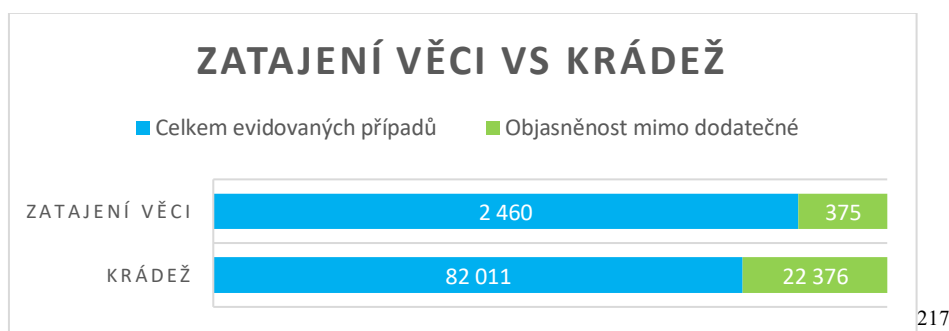 ZATAJENÍ VĚCI VS KRÁDEŽ
Celkem evidovaných případů Objasněnost mimo dodatečné
ZATAJENÍ VĚCI 2 460 375
KRÁDEŽ 82 011 22 376
217